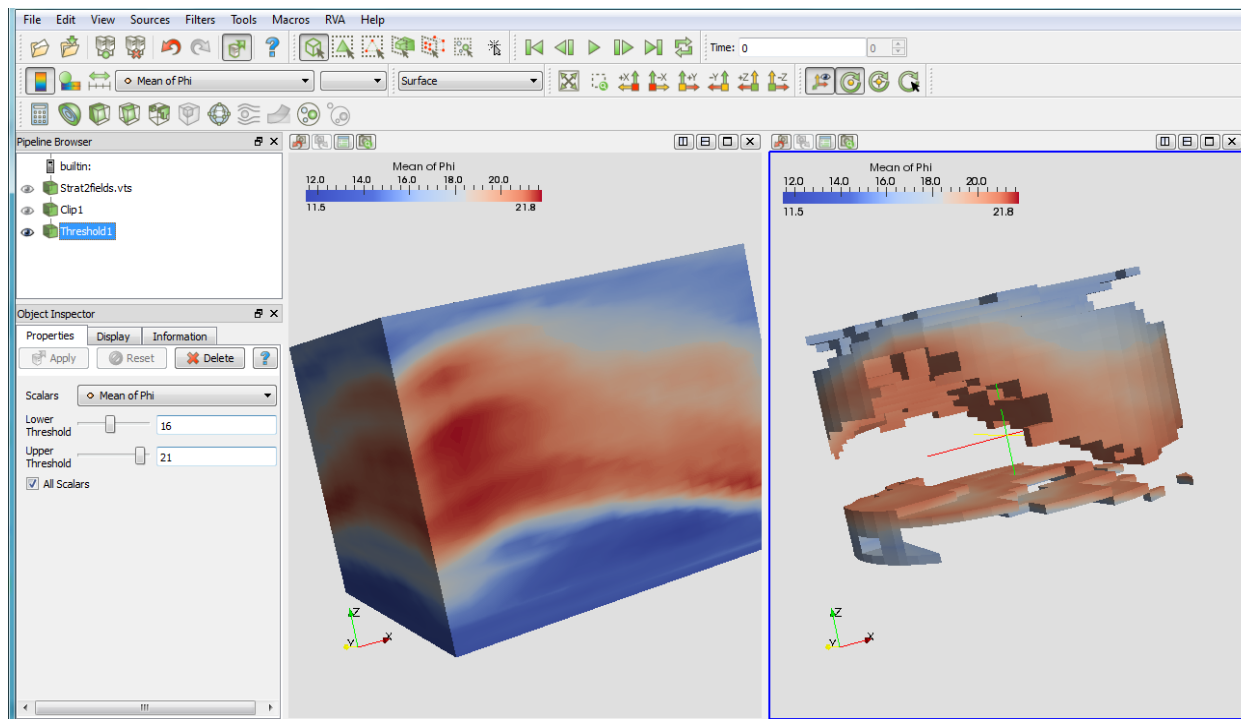 File Edit View Sources Filters Tools Macros RVA Help
Time: 0 0
Mean of Phi Surface +X -X +Y -Y +Z -Z
Pipeline Browser
builtin:
Strat2fields.vts
Clip1
Threshold1
Object Inspector
Properties Display Information
Apply Reset Delete ?
Scalars Mean of Phi
Lower
Threshold 16
Upper
Threshold 21
All Scalars
Mean of Phi
12.0 14.0 16.0 18.0 20.0
11.5 21.8
Z
Y X
Mean of Phi
12.0 14.0 16.0 18.0 20.0
11.5 21.8
Z
Y X